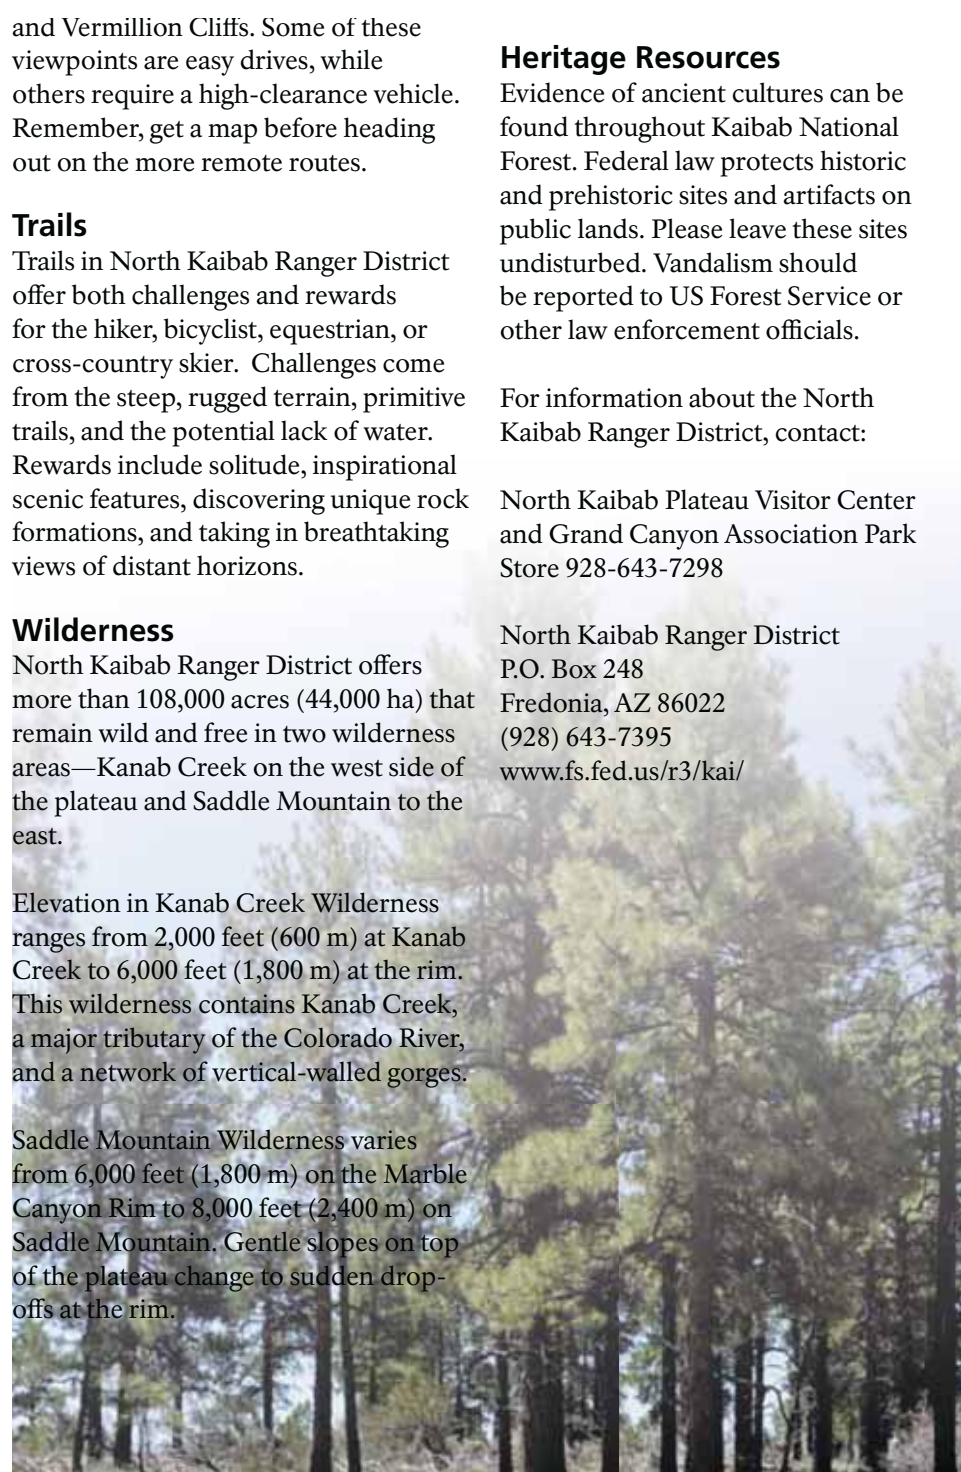 and Vermillion Cliffs. Some of these
viewpoints are easy drives, while
others require a high-clearance vehicle.
Remember, get a map before heading
out on the more remote routes.
Trails
Trails in North Kaibab Ranger District
offer both challenges and rewards
for the hiker, bicyclist, equestrian, or
cross-country skier.  Challenges come
from the steep, rugged terrain, primitive
trails, and the potential lack of water.
Rewards include solitude, inspirational
scenic features, discovering unique rock
formations, and taking in breathtaking
views of distant horizons.
Wilderness
North Kaibab Ranger District offers
more than 108,000 acres (44,000 ha) that
remain wild and free in two wilderness
areas—Kanab Creek on the west side of
the plateau and Saddle Mountain to the
east.
Elevation in Kanab Creek Wilderness
ranges from 2,000 feet (600 m) at Kanab
Creek to 6,000 feet (1,800 m) at the rim.
This wilderness contains Kanab Creek,
a major tributary of the Colorado River,
and a network of vertical-walled gorges.
Saddle Mountain Wilderness varies
from 6,000 feet (1,800 m) on the Marble
Canyon Rim to 8,000 feet (2,400 m) on
Saddle Mountain. Gentle slopes on top
of the plateau change to sudden drop-
offs at the rim.
Heritage Resources
Evidence of ancient cultures can be
found throughout Kaibab National
Forest. Federal law protects historic
and prehistoric sites and artifacts on
public lands. Please leave these sites
undisturbed. Vandalism should
be reported to US Forest Service or
other law enforcement officials.
For information about the North
Kaibab Ranger District, contact:
North Kaibab Plateau Visitor Center
and Grand Canyon Association Park
Store 928-643-7298
North Kaibab Ranger District
P.O. Box 248
Fredonia, AZ 86022
(928) 643-7395
www.fs.fed.us/r3/kai/